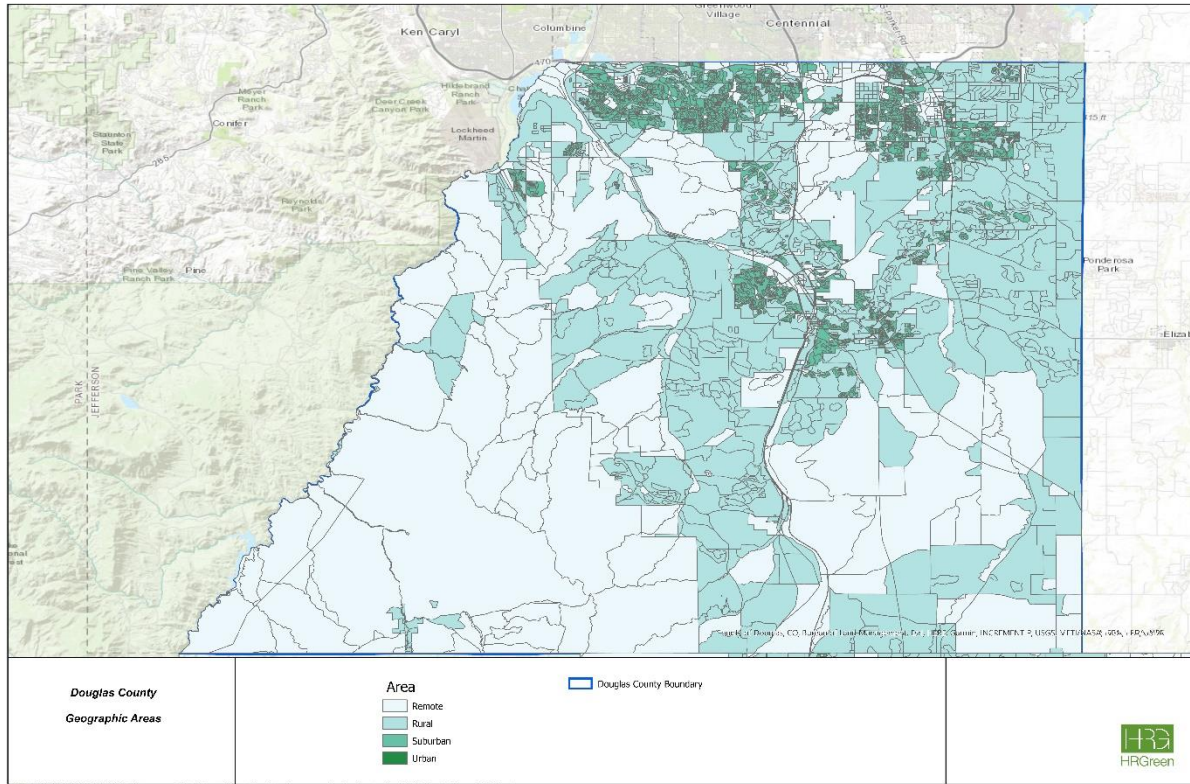 Greenwood
Village
Centennial
Columbine
Ken Caryl
470
Hildebrand
Ranch
Park
Meyer
Ranch Park
Deer Creek
Canyon Park
Conifer
Lockheed
Martin
Staunton
State
Park
285
Reynolds
Park
Pine Valley
Ranch Park
Pine
Ponderosa
Park
PARK
JEFFERSON
Douglas County
Geographic Areas
Area
Remote
Rural
Suburban
Urban
Douglas County Boundary
HRG
HRGreen